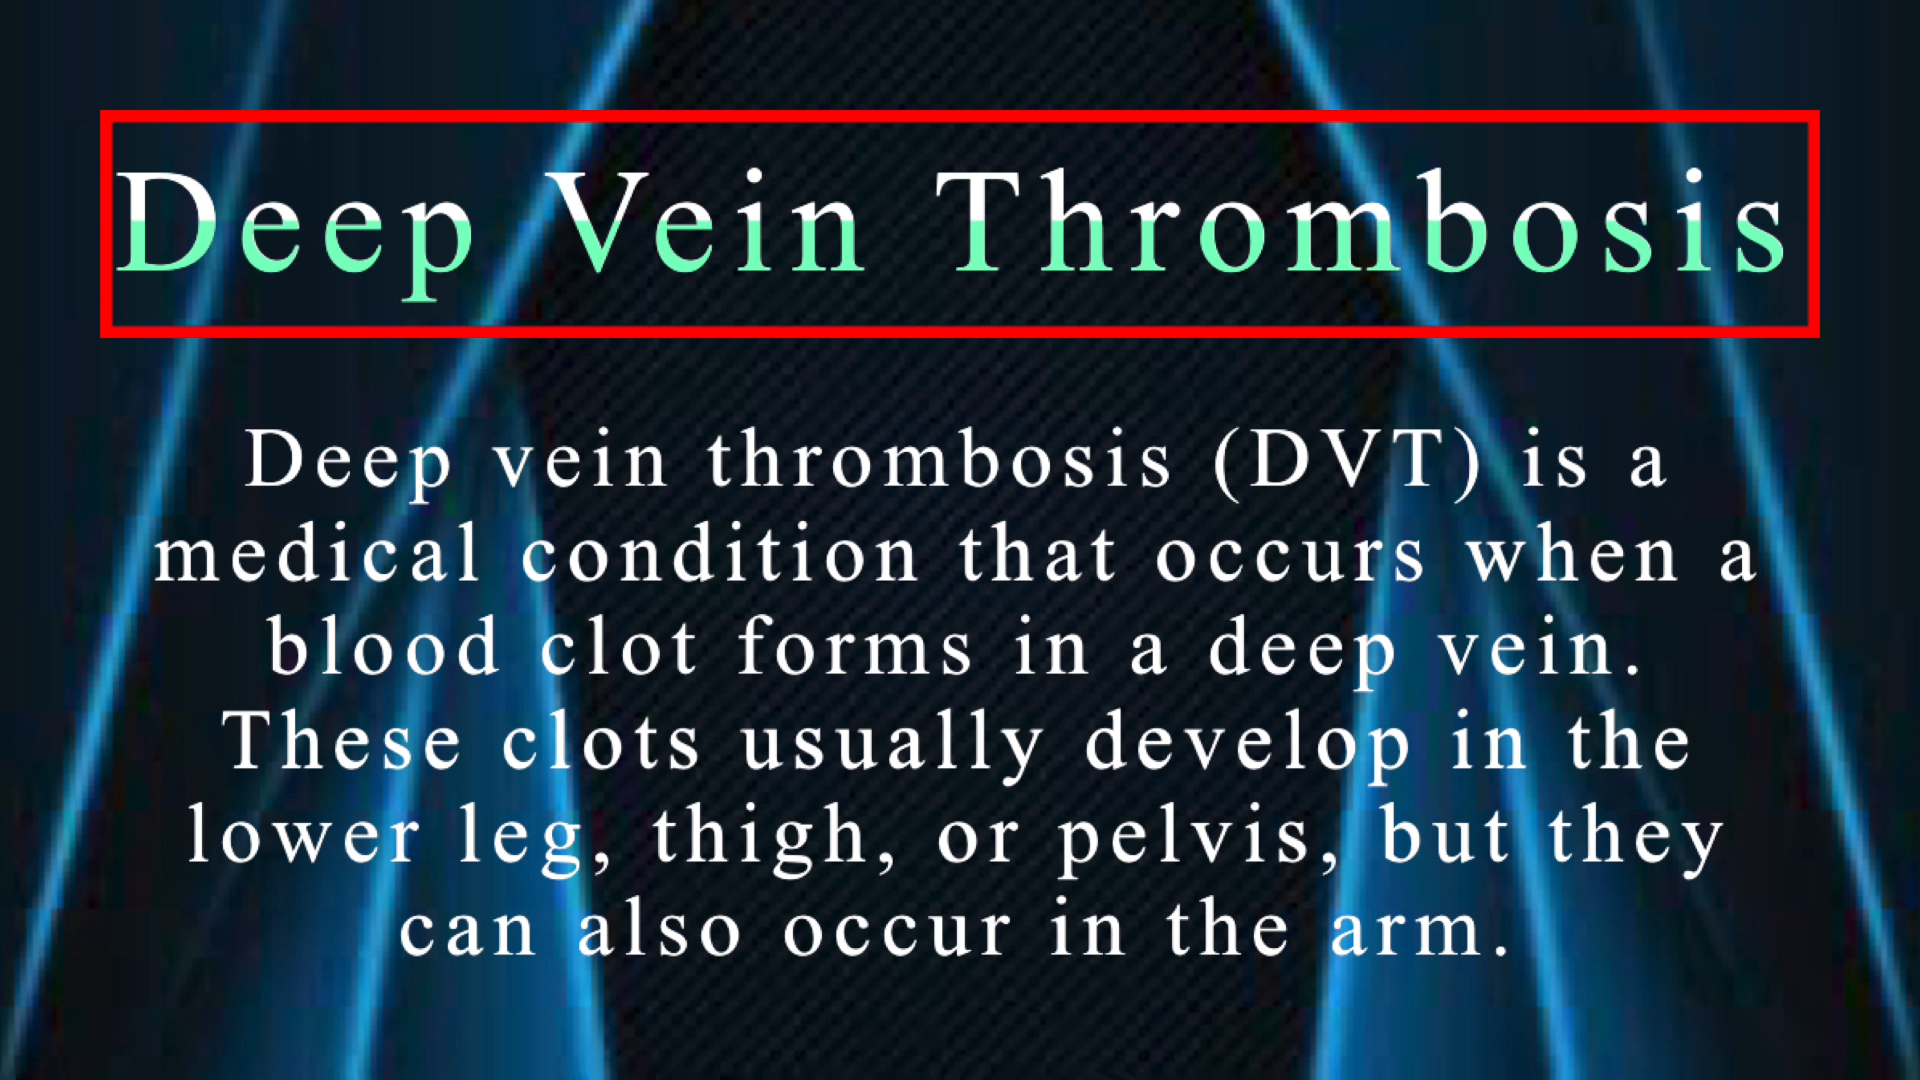 Deep Vein Thrombosis
Deep vein thrombosis (DVT) is a
medical condition that occurs when a
blood clot forms in a deep vein.
These clots usually develop in the
lower leg, thigh, or pelvis, but they
can also occur in the arm.